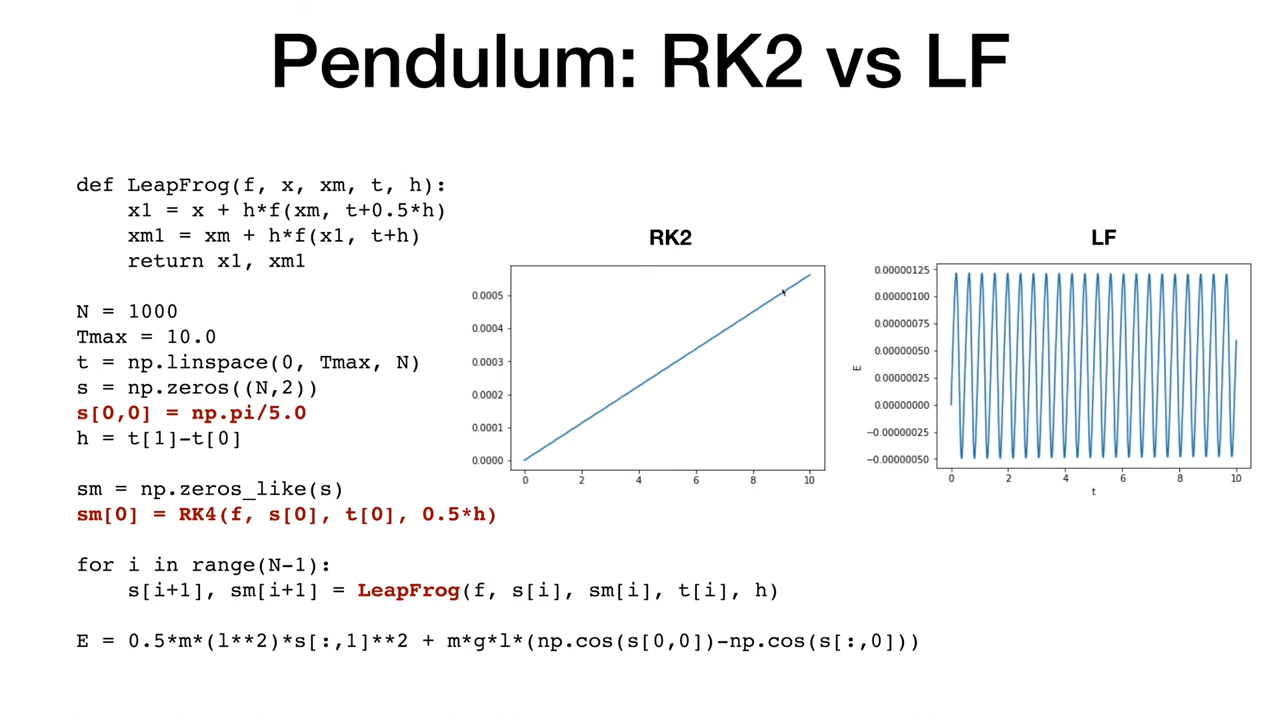 Pendulum: RK2 vs LF
def LeapFrog(f, x, xm, t, h):
    x1 = x + h*f(xm, t+0.5*h)
    xm1 = xm + h*f(x1, t+h)
    return x1, xm1
N = 1000
Tmax = 10.0
t = np.linspace(0, Tmax, N)
s = np.zeros((N,2))
s[0,0] = np.pi/5.0
h = t[1]-t[0]
sm = np.zeros_like(s)
sm[0] = RK4(f, s[0], t[0], 0.5*h)
for i in range(N-1):
    s[i+1], sm[i+1] = LeapFrog(f, s[i], sm[i], t[i], h)
E = 0.5*m*(l**2)*s[:,1]**2 + m*g*l*(np.cos(s[0,0])-np.cos(s[:,0]))
RK2
0.0005
0.0004
0.0003
0.0002
0.0001
0.0000
0 2 4 6 8 10
LF
0.00000125
0.00000100
0.00000075
0.00000050
0.00000025
0.00000000
−0.00000025
−0.00000050
E
0 2 4 6 8 10
t